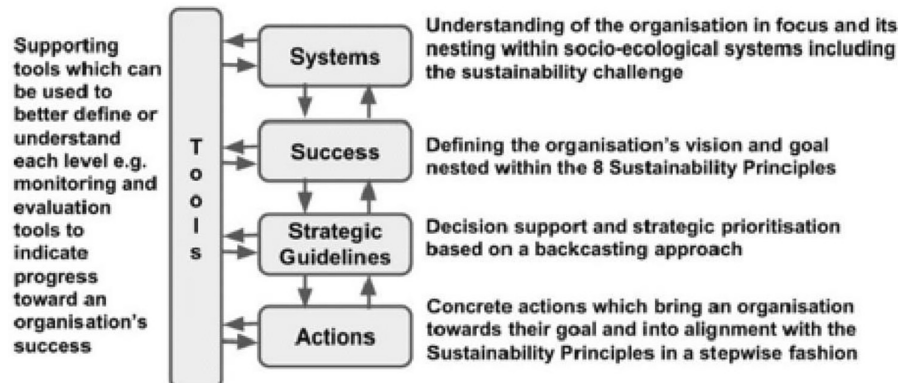 Supporting
tools which can
be used to
better define or
understand
each level e.g.
monitoring and
evaluation
tools to
indicate
progress
toward an
organisation's
success
T
o
o
l
s
Systems
Understanding of the organisation in focus and its
nesting within socio-ecological systems including
the sustainability challenge
Success
Defining the organisation's vision and goal
nested within the 8 Sustainability Principles
Strategic
Guidelines
Decision support and strategic prioritisation
based on a backcasting approach
Actions
Concrete actions which bring an organisation
towards their goal and into alignment with the
Sustainability Principles in a stepwise fashion